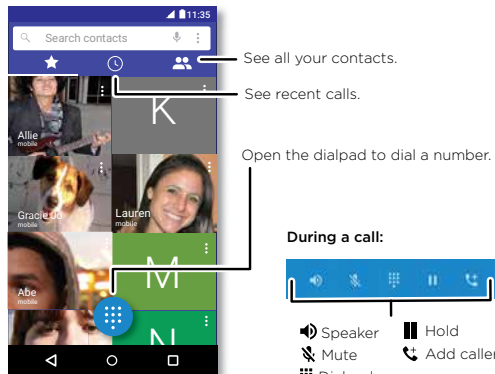 11:35
Search contacts
See all your contacts.
See recent calls.
K
Allie
mobile
Open the dialpad to dial a number.
Gracie Jo
mobile
Lauren
mobile
During a call:
Abe
mobile
M
N
Speaker
Hold
Mute
Add caller